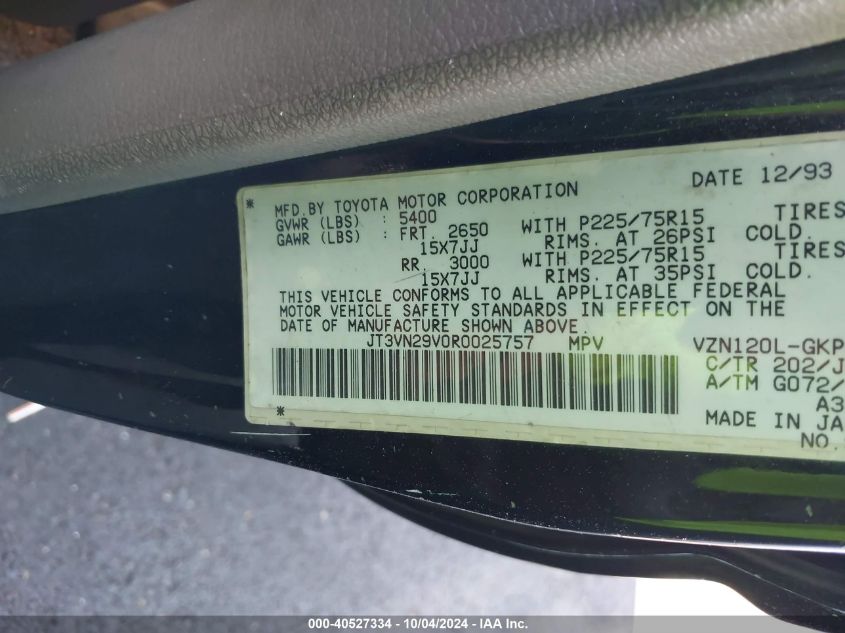 DATE 12/93
* MFD. BY TOYOTA MOTOR CORPORATION
GVWR (LBS) : 5400
GAWR (LBS) : FRT. 2650 WITH P225/75R15 TIRES
15X7JJ RIMS. AT 26PSI COLD.
RR. 3000 WITH P225/75R15 TIRES
15X7JJ RIMS. AT 35PSI COLD.
THIS VEHICLE CONFORMS TO ALL APPLICABLE FEDERAL
MOTOR VEHICLE SAFETY STANDARDS IN EFFECT ON THE
DATE OF MANUFACTURE SHOWN ABOVE.
JT3VN29V0R0025757 MPV VZN120L-GKP
C/TR 202/J
A/TM G072/
A3
* MADE IN JA
NO.
000-40527334 - 10/04/2024 - IAA Inc.